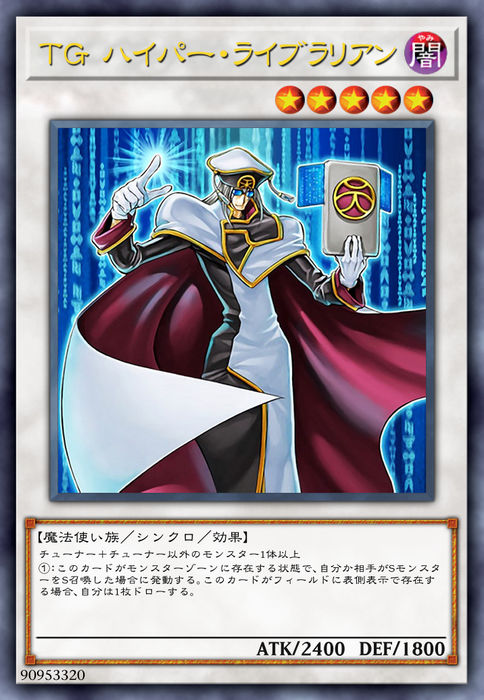 TG ハイパー・ライブラリアン
やみ
闇
【魔法使い族／シンクロ／効果】
チューナー＋チューナー以外のモンスター1体以上
①：このカードがモンスターゾーンに存在する状態で、自分か相手がSモンスター
をS召喚した場合に発動する。このカードがフィールドに表側表示で存在す
る場合、自分は1枚ドローする。
ATK/2400 DEF/1800
90953320